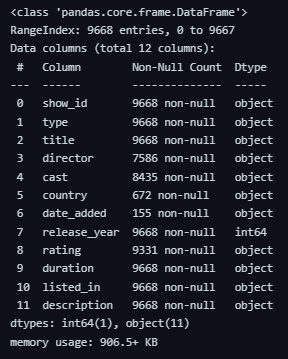 <class 'pandas.core.frame.DataFrame'>
RangeIndex: 9668 entries, 0 to 9667
Data columns (total 12 columns):
 #   Column        Non-Null Count  Dtype
---  ------        --------------  -----
 0   show_id       9668 non-null   object
 1   type          9668 non-null   object
 2   title         9668 non-null   object
 3   director      7586 non-null   object
 4   cast          8435 non-null   object
 5   country       672 non-null    object
 6   date_added    155 non-null    object
 7   release_year  9668 non-null   int64
 8   rating        9331 non-null   object
 9   duration      9668 non-null   object
 10  listed_in     9668 non-null   object
 11  description   9668 non-null   object
dtypes: int64(1), object(11)
memory usage: 906.5+ KB